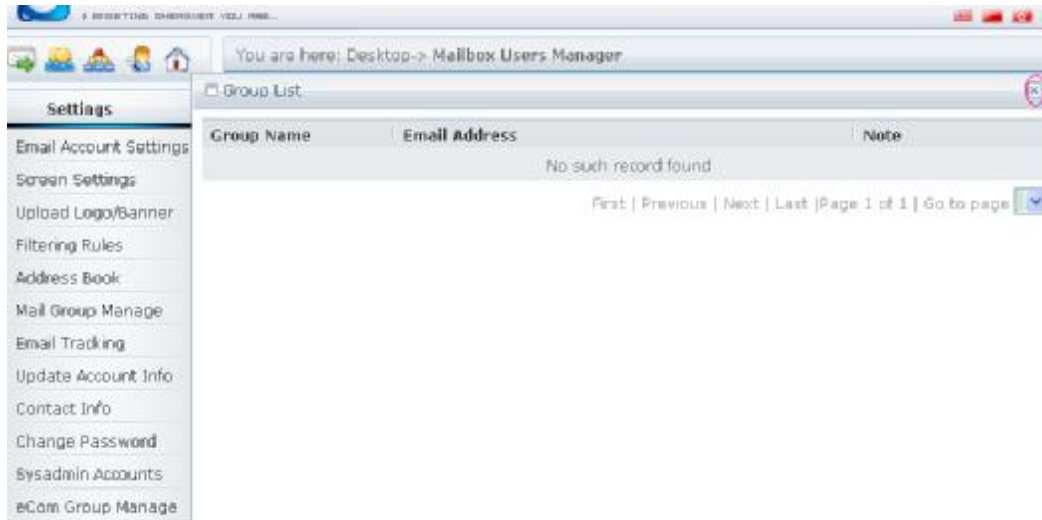 You are here: Desktop-> Mailbox Users Manager
Group List
Settings
Group Name Email Address Note
No such record found
First | Previous | Next | Last |Page 1 of 1 | Go to page
Email Account Settings
Screen Settings
Upload Logo/Banner
Filtering Rules
Address Book
Mail Group Manage
Email Tracking
Update Account Info
Contact Info
Change Password
Sysadmin Accounts
eCom Group Manage